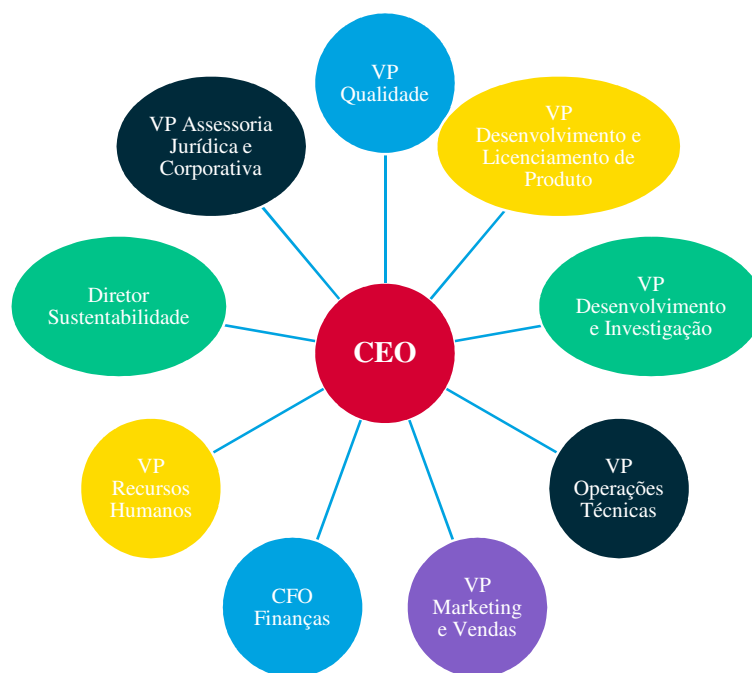 VP
Qualidade
VP
Desenvolvimento e
Licenciamento de
Produto
VP Assessoria
Jurídica e
Corporativa
Diretor
Sustentabilidade
VP
Desenvolvimento
e Investigação
CEO
VP
Recursos
Humanos
VP
Operações
Técnicas
CFO
Finanças
VP
Marketing
e Vendas